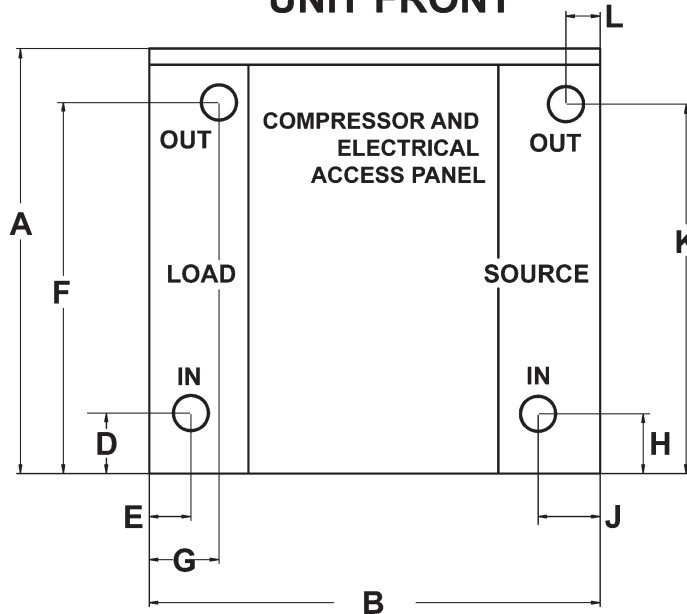 UNIT FRONT
L
OUT
COMPRESSOR AND
ELECTRICAL
ACCESS PANEL
OUT
A
K
F
LOAD
SOURCE
IN
IN
D
H
E
J
G
B